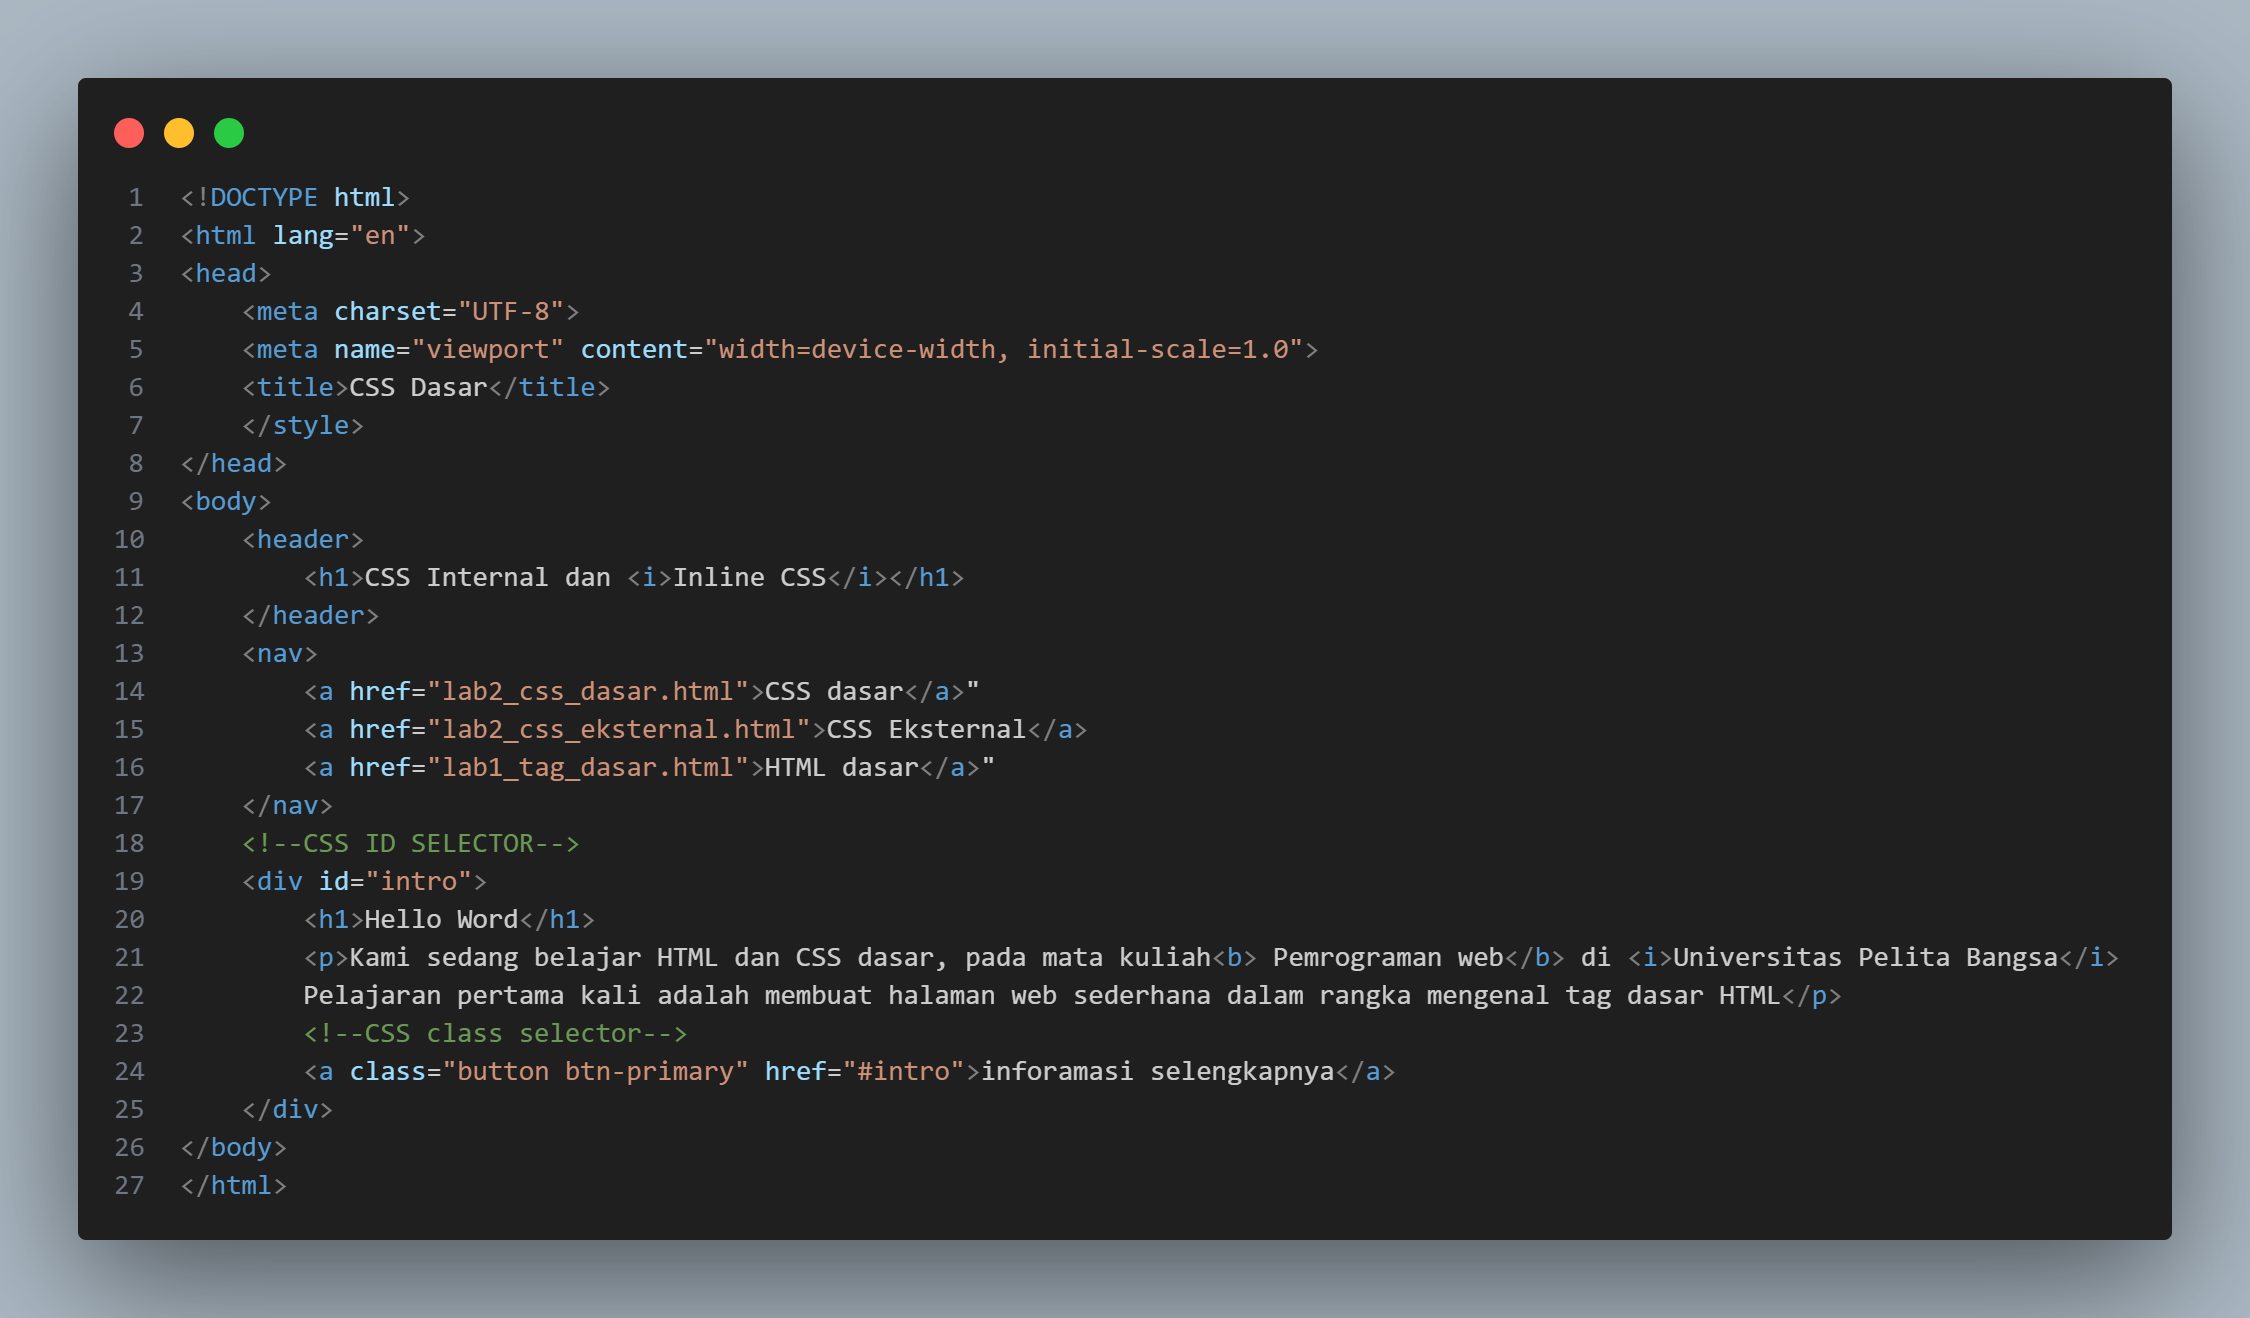 1 <!DOCTYPE html>
2 <html lang="en">
3 <head>
4     <meta charset="UTF-8">
5     <meta name="viewport" content="width=device-width, initial-scale=1.0">
6     <title>CSS Dasar</title>
7     </style>
8 </head>
9 <body>
10     <header>
11         <h1>CSS Internal dan <i>Inline CSS</i></h1>
12     </header>
13     <nav>
14         <a href="lab2_css_dasar.html">CSS dasar</a>"
15         <a href="lab2_css_eksternal.html">CSS Eksternal</a>
16         <a href="lab1_tag_dasar.html">HTML dasar</a>"
17     </nav>
18     <!--CSS ID SELECTOR-->
19     <div id="intro">
20         <h1>Hello Word</h1>
21         <p>Kami sedang belajar HTML dan CSS dasar, pada mata kuliah<b> Pemrograman web</b> di <i>Universitas Pelita Bangsa</i>
22         Pelajaran pertama kali adalah membuat halaman web sederhana dalam rangka mengenal tag dasar HTML</p>
23         <!--CSS class selector-->
24         <a class="button btn-primary" href="#intro">inforamasi selengkapnya</a>
25     </div>
26 </body>
27 </html>